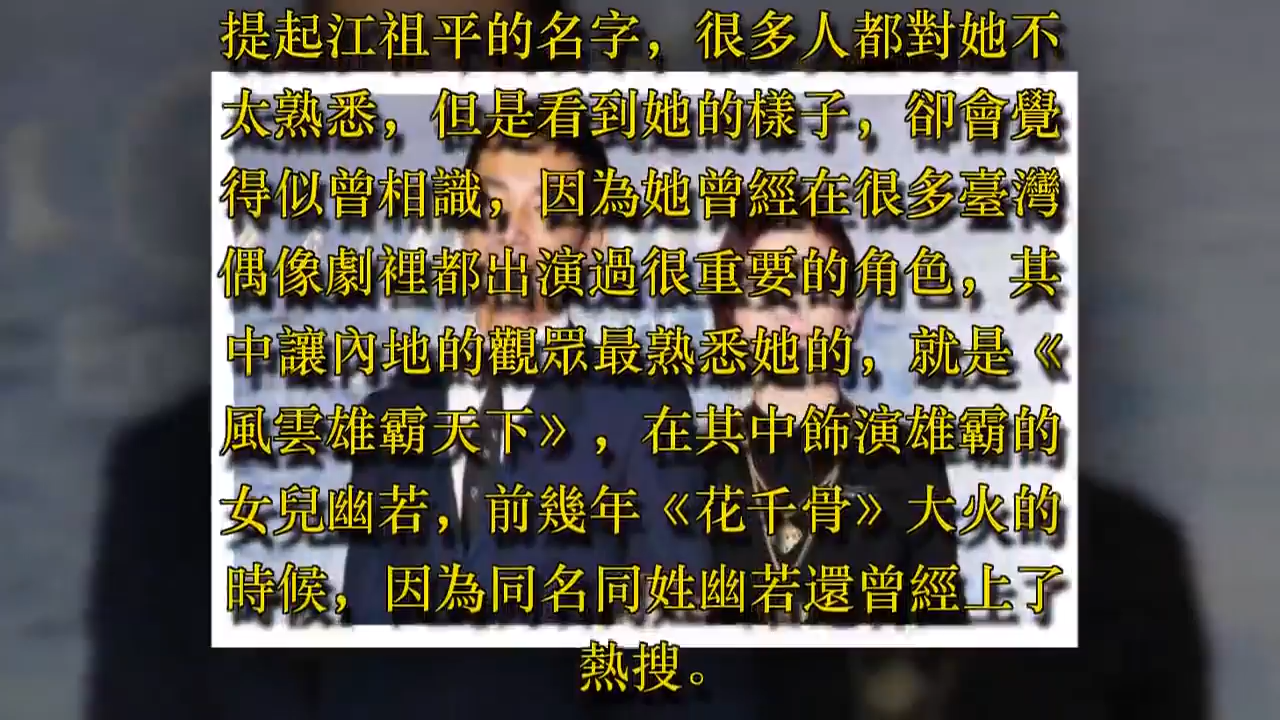 提起江祖平的名字，很多人都對她不
太熟悉，但是看到她的樣子，卻會覺
得似曾相識，因為她曾經在很多臺灣
偶像劇裡都出演過很重要的角色，其
中讓內地的觀眾最熟悉她的，就是《
風雲雄霸天下》，在其中飾演雄霸的
女兒幽若，前幾年《花千骨》大火的
時候，因為同名同姓幽若還曾經上了
熱搜。